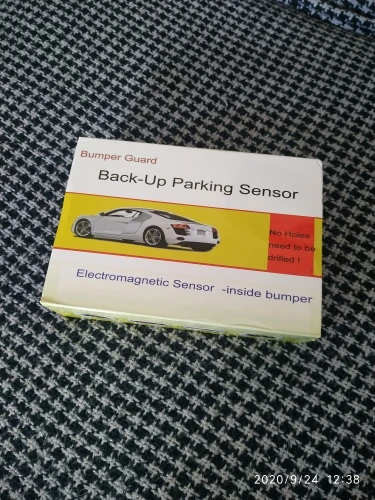 Bumper Guard
Back-Up Parking Sensor
No Holes
need to be
drilled !
Electromagnetic Sensor -inside bumper
2020/9/24 12:38